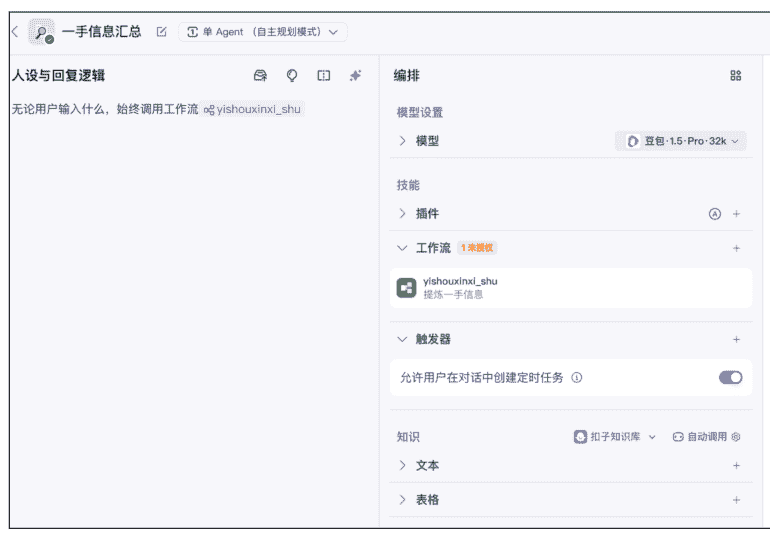 一手信息汇总
单 Agent （自主规划模式）
人设与回复逻辑
无论用户输入什么，始终调用工作流 yishouxinxi_shu
编排
模型设置
模型
豆包·1.5·Pro·32k
技能
插件
工作流 1 未授权
yishouxinxi_shu
提炼一手信息
触发器
允许用户在对话中创建定时任务
知识
扣子知识库
自动调用
文本
表格